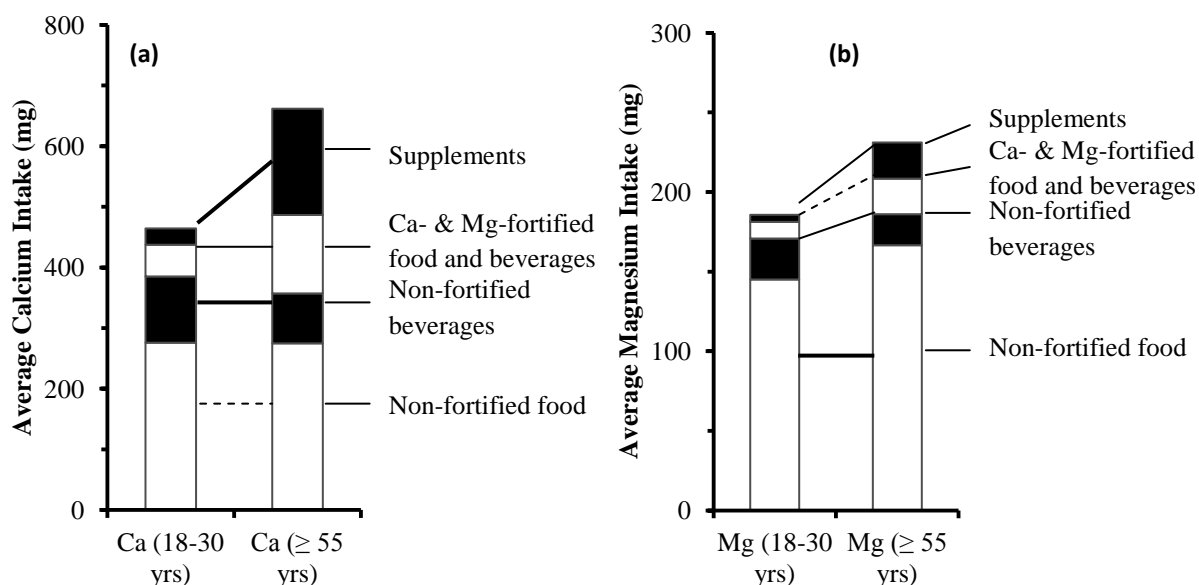 800
(a)
600
400
200
0
Average Calcium Intake (mg)
Supplements
Ca- & Mg-fortified
food and beverages
Non-fortified
beverages
Non-fortified food
Ca (18-30
yrs)
Ca (≥ 55
yrs)
300
(b)
200
100
0
Average Magnesium Intake (mg)
Supplements
Ca- & Mg-fortified
food and beverages
Non-fortified
beverages
Non-fortified food
Mg (18-30
yrs)
Mg (≥ 55
yrs)